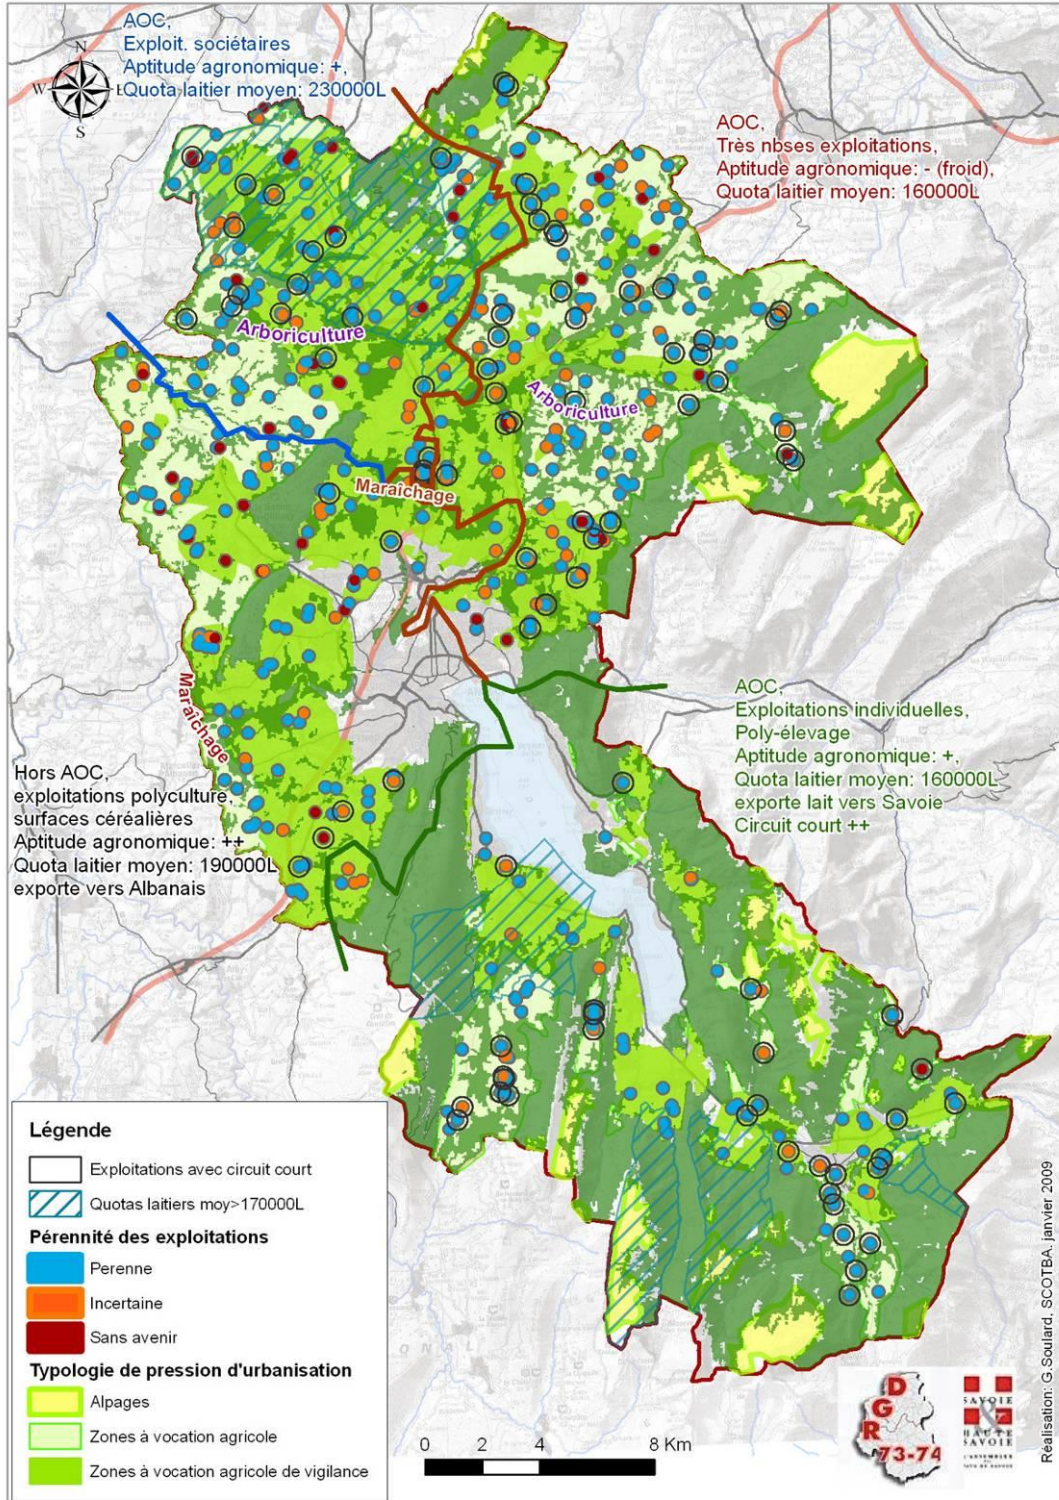 AOC,
Exploit. sociétaires
Aptitude agronomique: +,
Quota laitier moyen: 230000L
N
W
E
S
AOC,
Très nbses exploitations,
Aptitude agronomique: - (froid),
Quota laitier moyen: 160000L
Arboriculture
Arboriculture
Maraîchage
Maraîchage
AOC,
Exploitations individuelles,
Poly-élevage
Aptitude agronomique: +,
Quota laitier moyen: 160000L
exporte lait vers Savoie
Circuit court ++
Hors AOC,
exploitations polyculture,
surfaces céréalières
Aptitude agronomique: ++
Quota laitier moyen: 190000L
exporte vers Albanais
Légende
Exploitations avec circuit court
Quotas laitiers moy>170000L
Pérennité des exploitations
Perenne
Incertaine
Sans avenir
Typologie de pression d'urbanisation
Alpages
Zones à vocation agricole
Zones à vocation agricole de vigilance
0 2 4 8 Km
DGR
73-74
SAVOIE
&
HAUTE
SAVOIE
Réalisation: G.Soulard, SCOTBA, janvier 2009